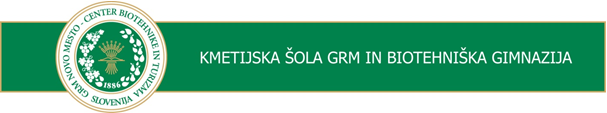 GRM NOVO MESTO - CENTER BIOTEHNIKE IN TURIZMA
SLOVENIJA
1886
KMETIJSKA ŠOLA GRM IN BIOTEHNIŠKA GIMNAZIJA